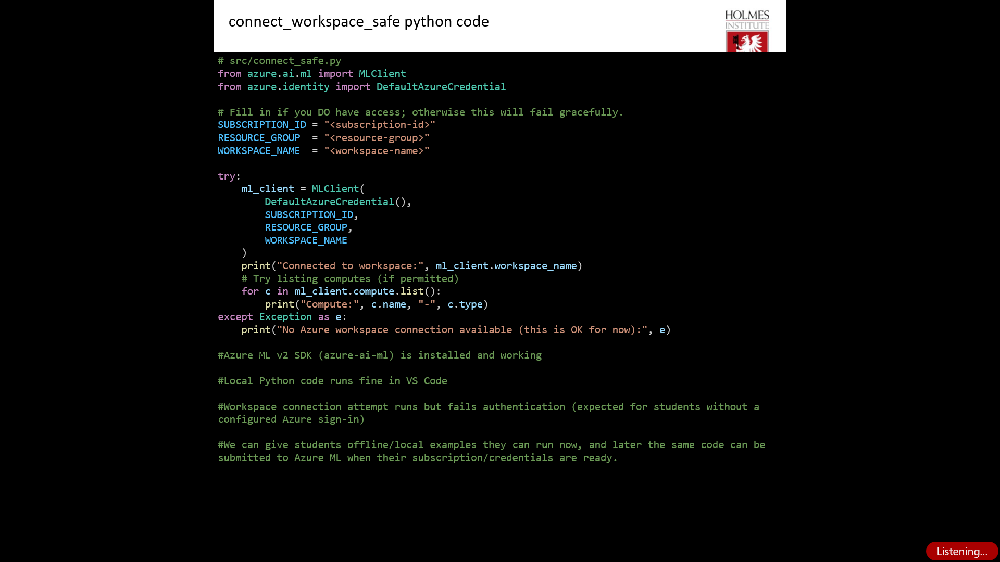 connect_workspace_safe python code
HOLMES
INSTITUTE
# src/connect_safe.py
from azure.ai.ml import MLClient
from azure.identity import DefaultAzureCredential
# Fill in if you DO have access; otherwise this will fail gracefully.
SUBSCRIPTION_ID = "<subscription-id>"
RESOURCE_GROUP  = "<resource-group>"
WORKSPACE_NAME  = "<workspace-name>"
try:
    ml_client = MLClient(
        DefaultAzureCredential(),
        SUBSCRIPTION_ID,
        RESOURCE_GROUP,
        WORKSPACE_NAME
    )
    print("Connected to workspace:", ml_client.workspace_name)
    # Try listing computes (if permitted)
    for c in ml_client.compute.list():
        print("Compute:", c.name, "-", c.type)
except Exception as e:
    print("No Azure workspace connection available (this is OK for now):", e)
#Azure ML v2 SDK (azure-ai-ml) is installed and working
#Local Python code runs fine in VS Code
#Workspace connection attempt runs but fails authentication (expected for students without a
configured Azure sign-in)
#We can give students offline/local examples they can run now, and later the same code can be
submitted to Azure ML when their subscription/credentials are ready.
Listening...